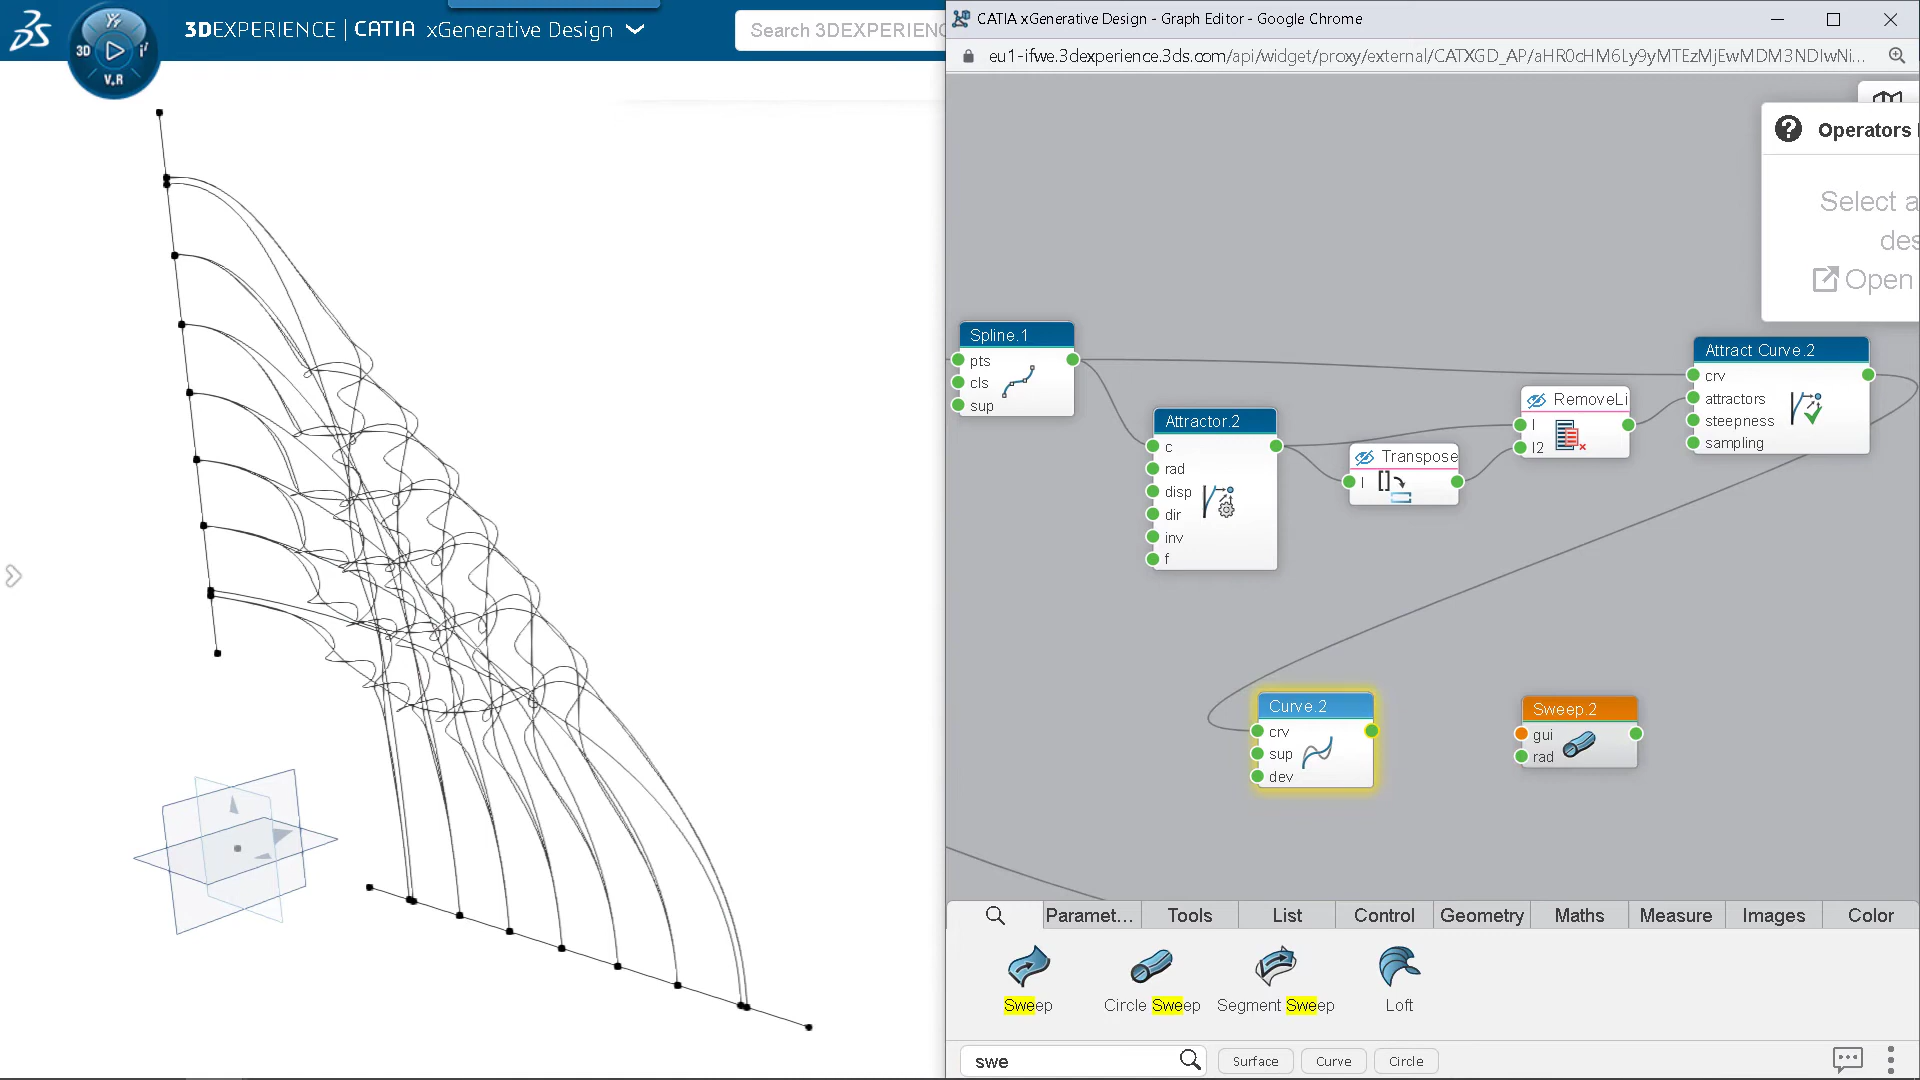 3DEXPERIENCE | CATIA xGenerative Design
3D
V.R
Search 3DEXPERIENC
CATIA xGenerative Design - Graph Editor - Google Chrome
eu1-ifwe.3dexperience.3ds.com/api/widget/proxy/external/CATXGD_AP/aHR0cHM6Ly9yMTEzMjEwMDM3NDIwNi...
Operators
Select a
des
Open
Spline.1
pts
cls
sup
Attractor.2
c
rad
disp
dir
inv
f
Transpose
l
RemoveLi
l
l2
Attract Curve.2
crv
attractors
steepness
sampling
Curve.2
crv
sup
dev
Sweep.2
gui
rad
Paramet...
Tools
List
Control
Geometry
Maths
Measure
Images
Color
Sweep
Circle Sweep
Segment Sweep
Loft
swe
Surface
Curve
Circle